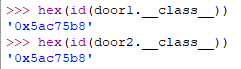 >>> hex(id(door1.__class__))
'0x5ac75b8'
>>> hex(id(door2.__class__))
'0x5ac75b8'